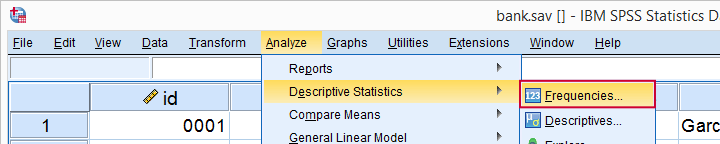 bank.sav [] - IBM SPSS Statistics D
File Edit View Data Transform Analyze Graphs Utilities Extensions Window Help
Reports
id Descriptive Statistics 123 Frequencies...
1 0001 Compare Means Descriptives... Garc
General Linear Model